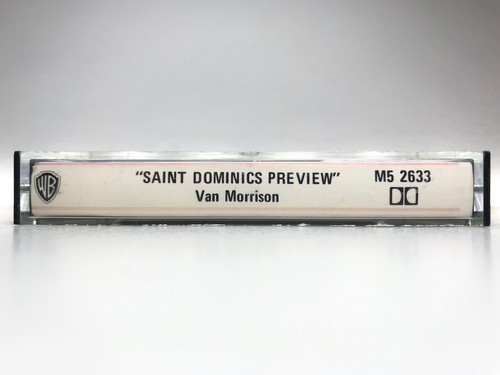 WB
"SAINT DOMINICS PREVIEW"
Van Morrison
M5 2633